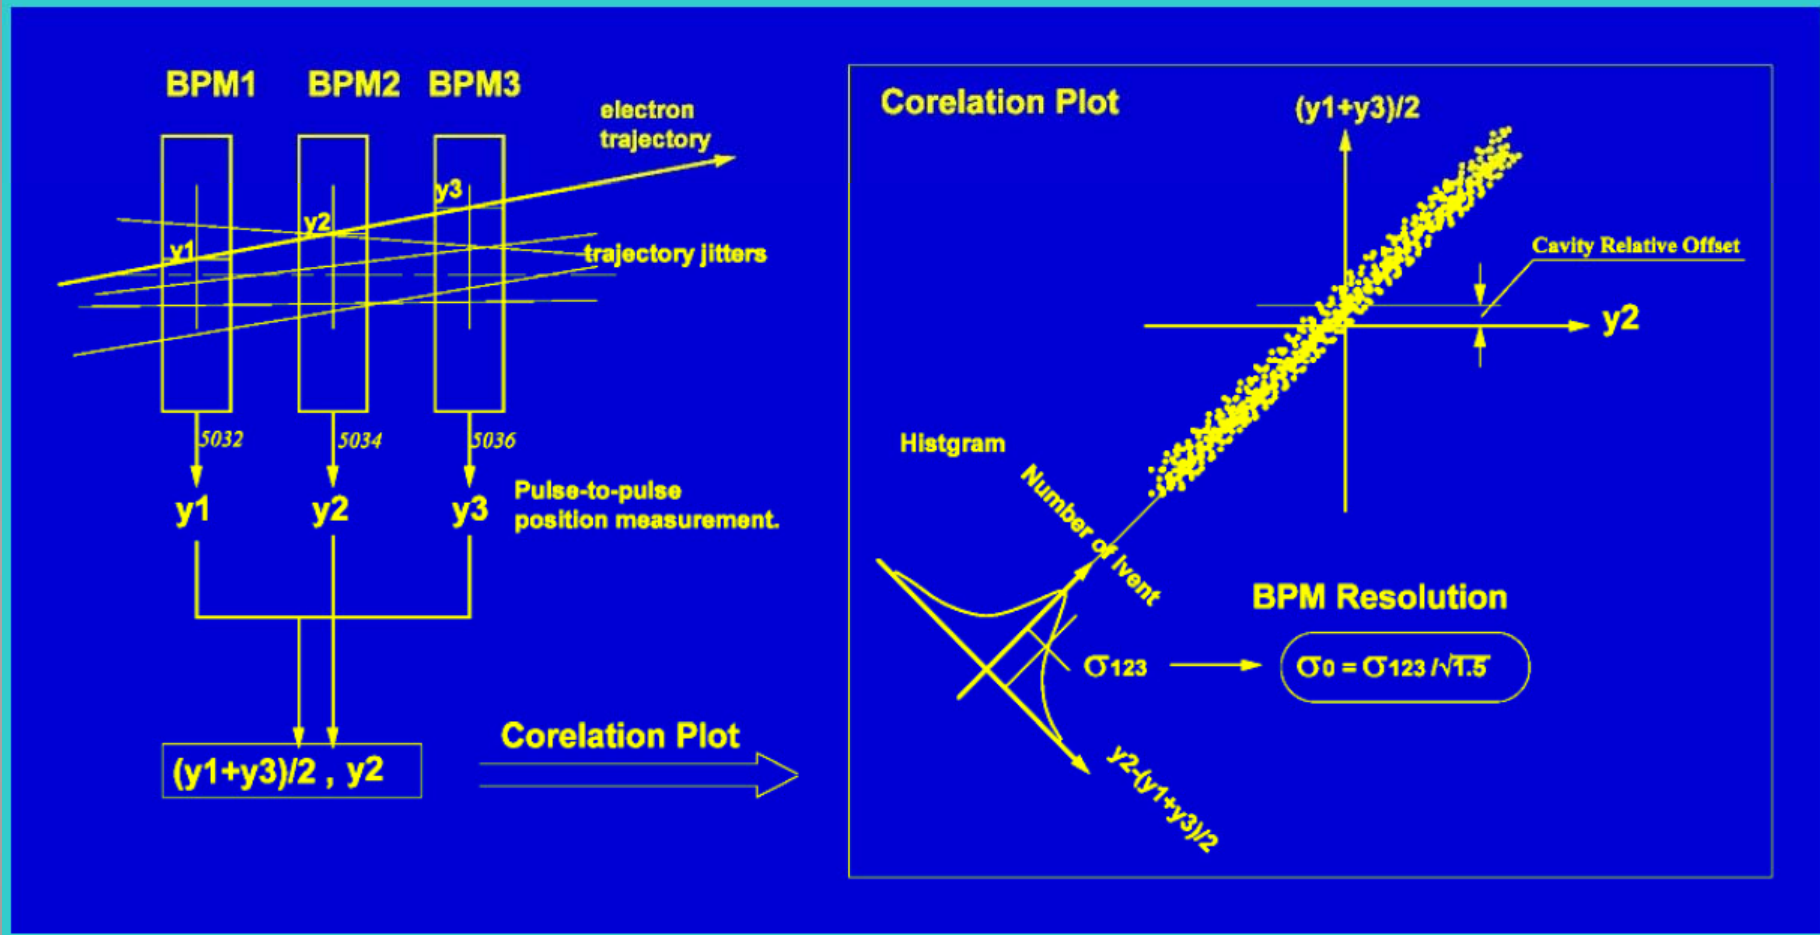 BPM1 BPM2 BPM3
electron
trajectory
y1
y2
y3
trajectory jitters
5032
5034
5036
y1 y2 y3
Pulse-to-pulse
position measurement.
(y1+y3)/2 , y2
Corelation Plot
Corelation Plot
(y1+y3)/2
Cavity Relative Offset
y2
Histgram
Number of Ivent
BPM Resolution
σ123
σ0 = σ123 /√1.5
y2-(y1+y3)/2